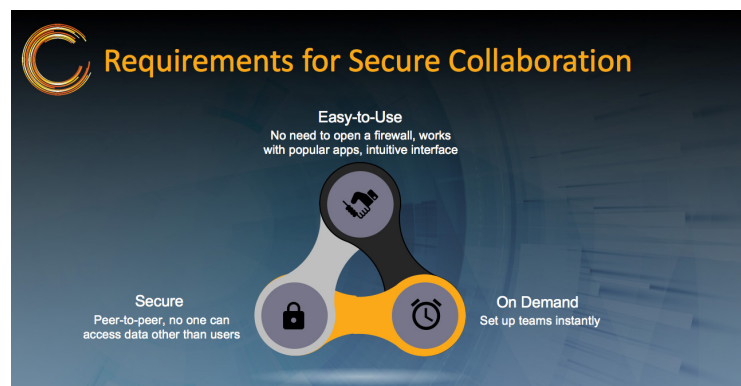 Requirements for Secure Collaboration
Easy-to-Use
No need to open a firewall, works
with popular apps, intuitive interface
Secure
Peer-to-peer, no one can
access data other than users
On Demand
Set up teams instantly